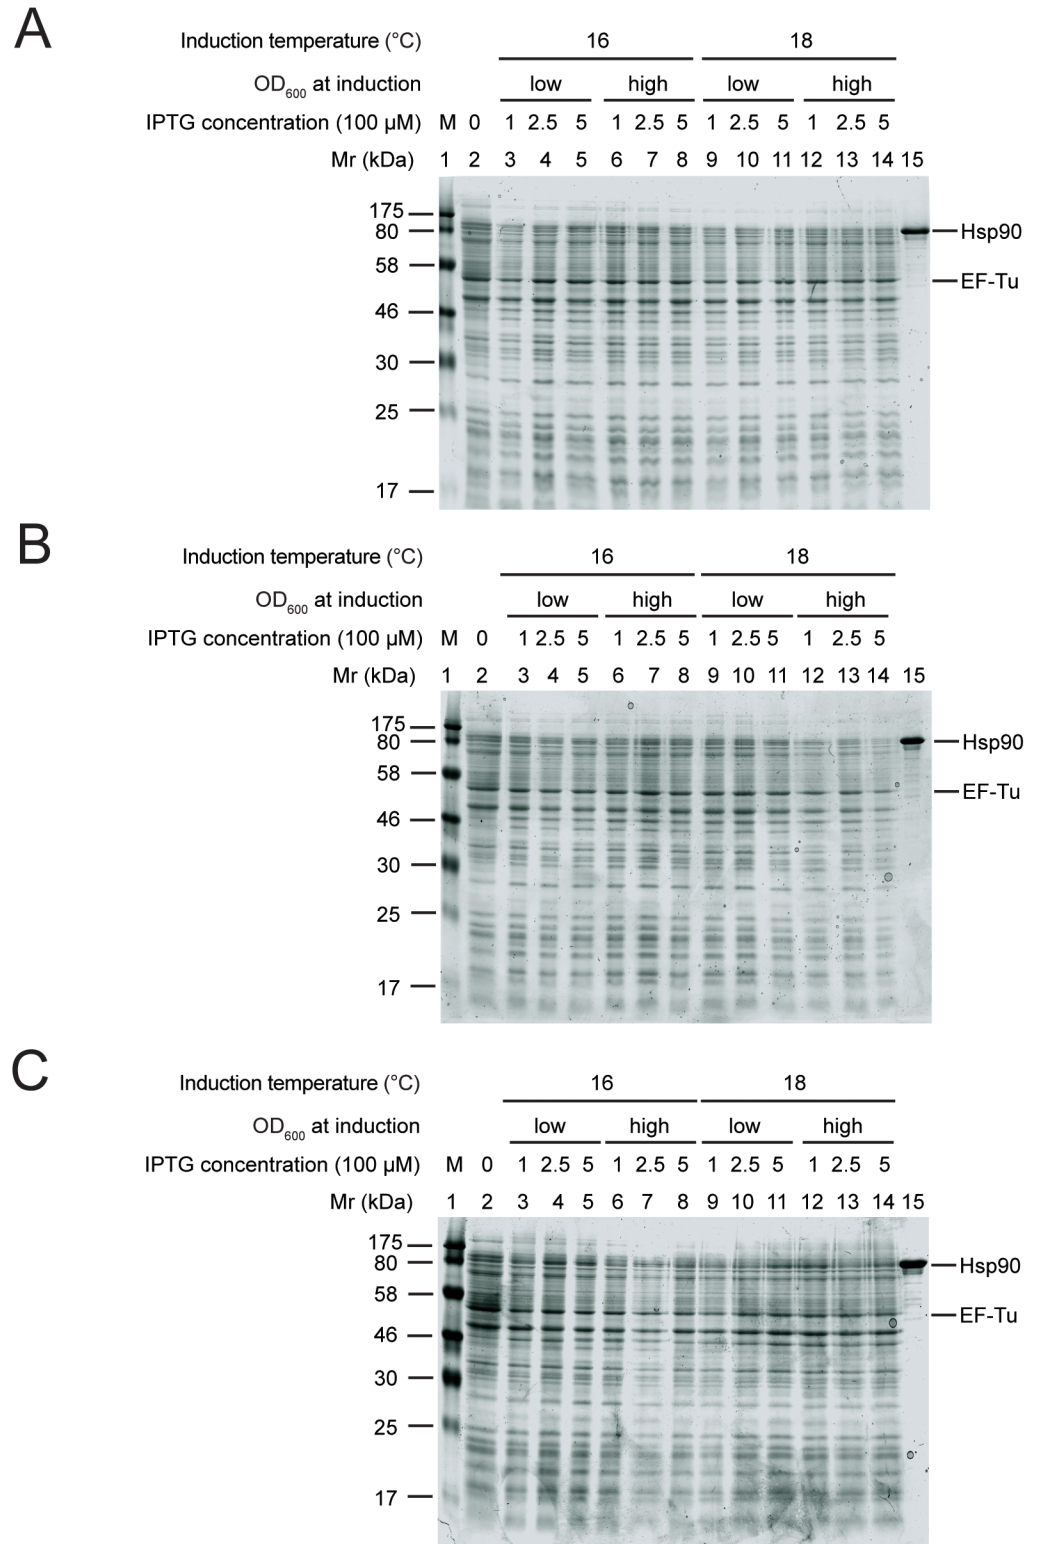 A
Induction temperature (°C) 16 18
OD600 at induction low high low high
IPTG concentration (100 µM) M 0 1 2.5 5 1 2.5 5 1 2.5 5 1 2.5 5
Mr (kDa) 1 2 3 4 5 6 7 8 9 10 11 12 13 14 15
175
80 Hsp90
58
EF-Tu
46
30
25
17
B
Induction temperature (°C) 16 18
OD600 at induction low high low high
IPTG concentration (100 µM) M 0 1 2.5 5 1 2.5 5 1 2.5 5 1 2.5 5
Mr (kDa) 1 2 3 4 5 6 7 8 9 10 11 12 13 14 15
175
80 Hsp90
58
EF-Tu
46
30
25
17
C
Induction temperature (°C) 16 18
OD600 at induction low high low high
IPTG concentration (100 µM) M 0 1 2.5 5 1 2.5 5 1 2.5 5 1 2.5 5
Mr (kDa) 1 2 3 4 5 6 7 8 9 10 11 12 13 14 15
175
80 Hsp90
58
EF-Tu
46
30
25
17